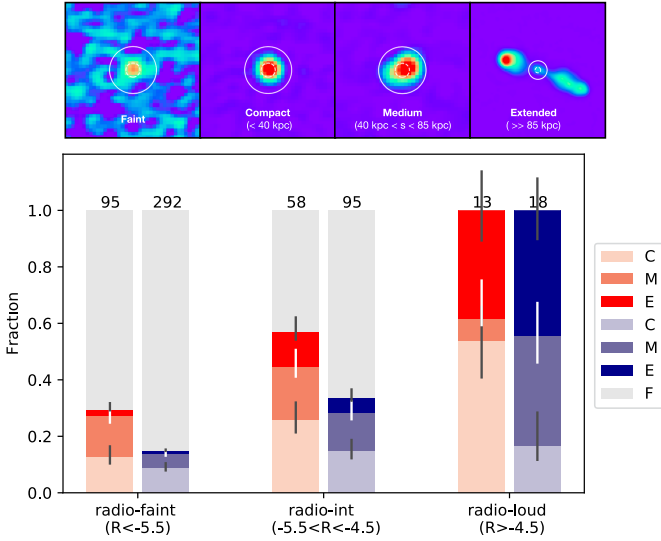 Faint
Compact
(< 40 kpc)
Medium
(40 kpc < s < 85 kpc)
Extended
( >> 85 kpc)
95 292 58 95 13 18
1.0
0.8
0.6
0.4
0.2
0.0
Fraction
C
M
E
C
M
E
F
radio-faint
(R<-5.5)
radio-int
(-5.5<R<-4.5)
radio-loud
(R>-4.5)